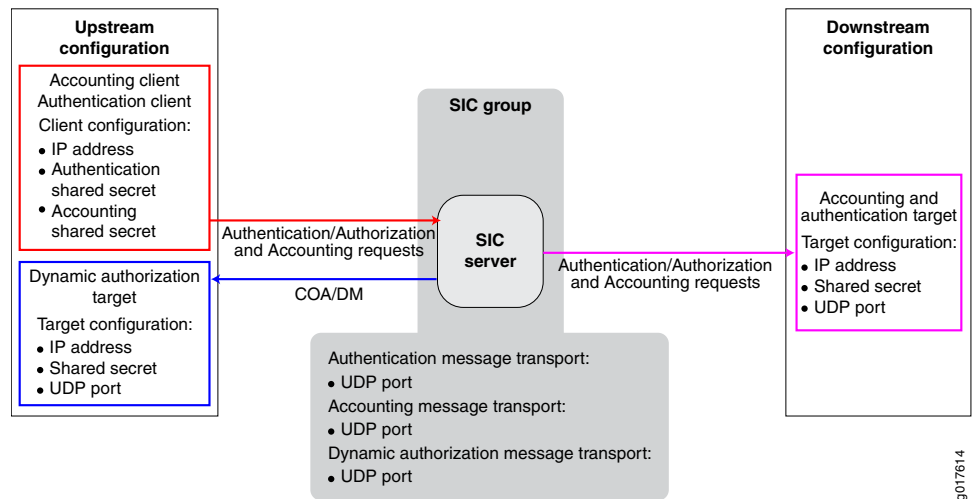 Upstream
configuration
Accounting client
Authentication client
Client configuration:
• IP address
• Authentication
shared secret
• Accounting
shared secret
Dynamic authorization
target
Target configuration:
• IP address
• Shared secret
• UDP port
Authentication/Authorization
and Accounting requests
COA/DM
SIC group
SIC
server
Authentication message transport:
• UDP port
Accounting message transport:
• UDP port
Dynamic authorization message transport:
• UDP port
Authentication/Authorization
and Accounting requests
Downstream
configuration
Accounting and
authentication target
Target configuration:
• IP address
• Shared secret
• UDP port
g017614